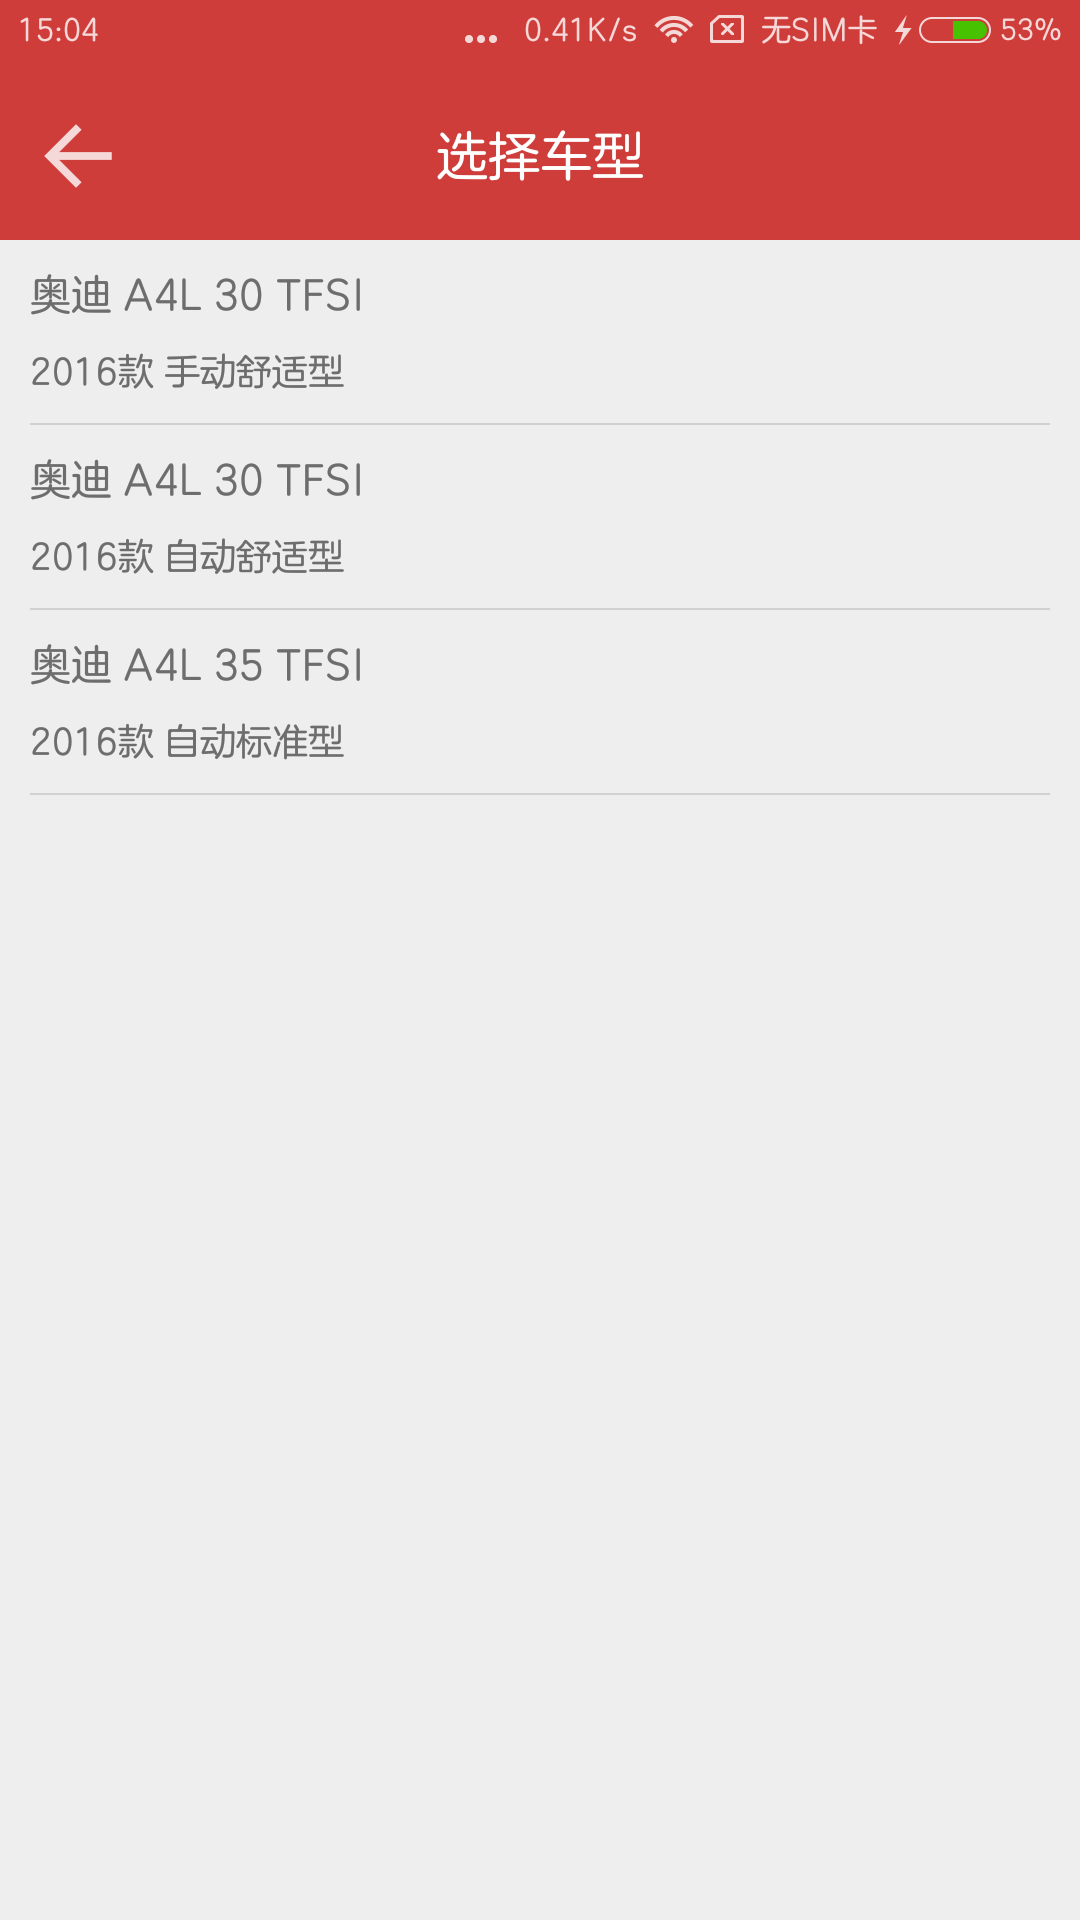 15:04 ... 0.41K/s 无SIM卡 53%
选择车型
奥迪 A4L 30 TFSI
2016款 手动舒适型
奥迪 A4L 30 TFSI
2016款 自动舒适型
奥迪 A4L 35 TFSI
2016款 自动标准型